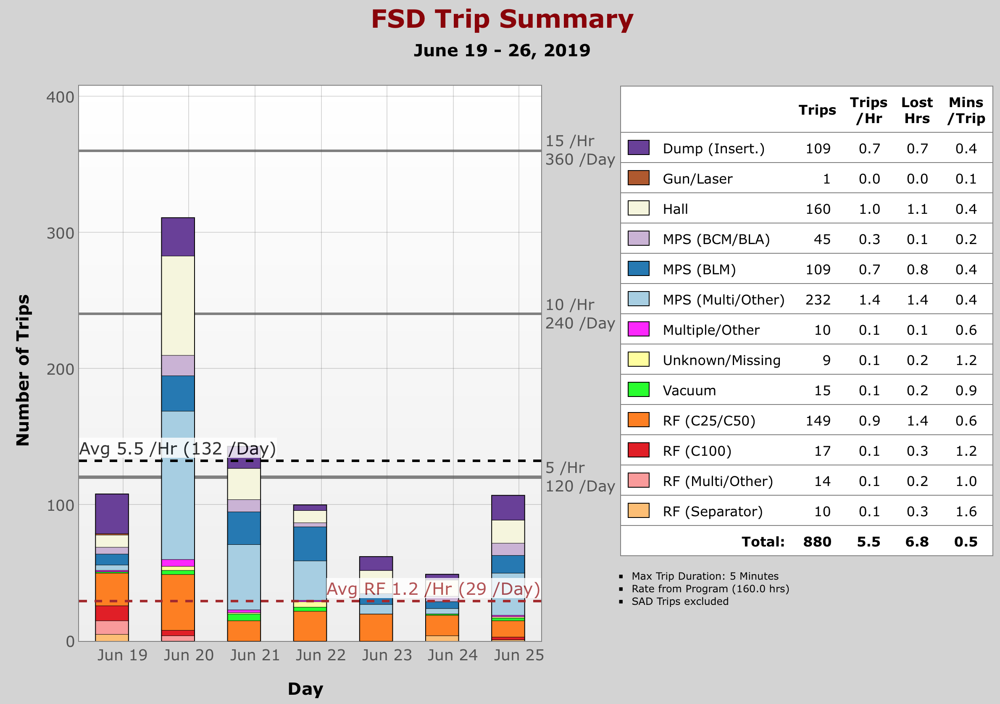 FSD Trip Summary
June 19 - 26, 2019
Number of Trips
400
300
200
100
0
15 /Hr
360 /Day
10 /Hr
240 /Day
5 /Hr
120 /Day
Avg 5.5 /Hr (132 /Day)
Avg RF 1.2 /Hr (29 /Day)
Jun 19 Jun 20 Jun 21 Jun 22 Jun 23 Jun 24 Jun 25
Day
Trips Trips /Hr Lost Hrs Mins /Trip
Dump (Insert.) 109 0.7 0.7 0.4
Gun/Laser 1 0.0 0.0 0.1
Hall 160 1.0 1.1 0.4
MPS (BCM/BLA) 45 0.3 0.1 0.2
MPS (BLM) 109 0.7 0.8 0.4
MPS (Multi/Other) 232 1.4 1.4 0.4
Multiple/Other 10 0.1 0.1 0.6
Unknown/Missing 9 0.1 0.2 1.2
Vacuum 15 0.1 0.2 0.9
RF (C25/C50) 149 0.9 1.4 0.6
RF (C100) 17 0.1 0.3 1.2
RF (Multi/Other) 14 0.1 0.2 1.0
RF (Separator) 10 0.1 0.3 1.6
Total: 880 5.5 6.8 0.5
▪ Max Trip Duration: 5 Minutes
▪ Rate from Program (160.0 hrs)
▪ SAD Trips excluded